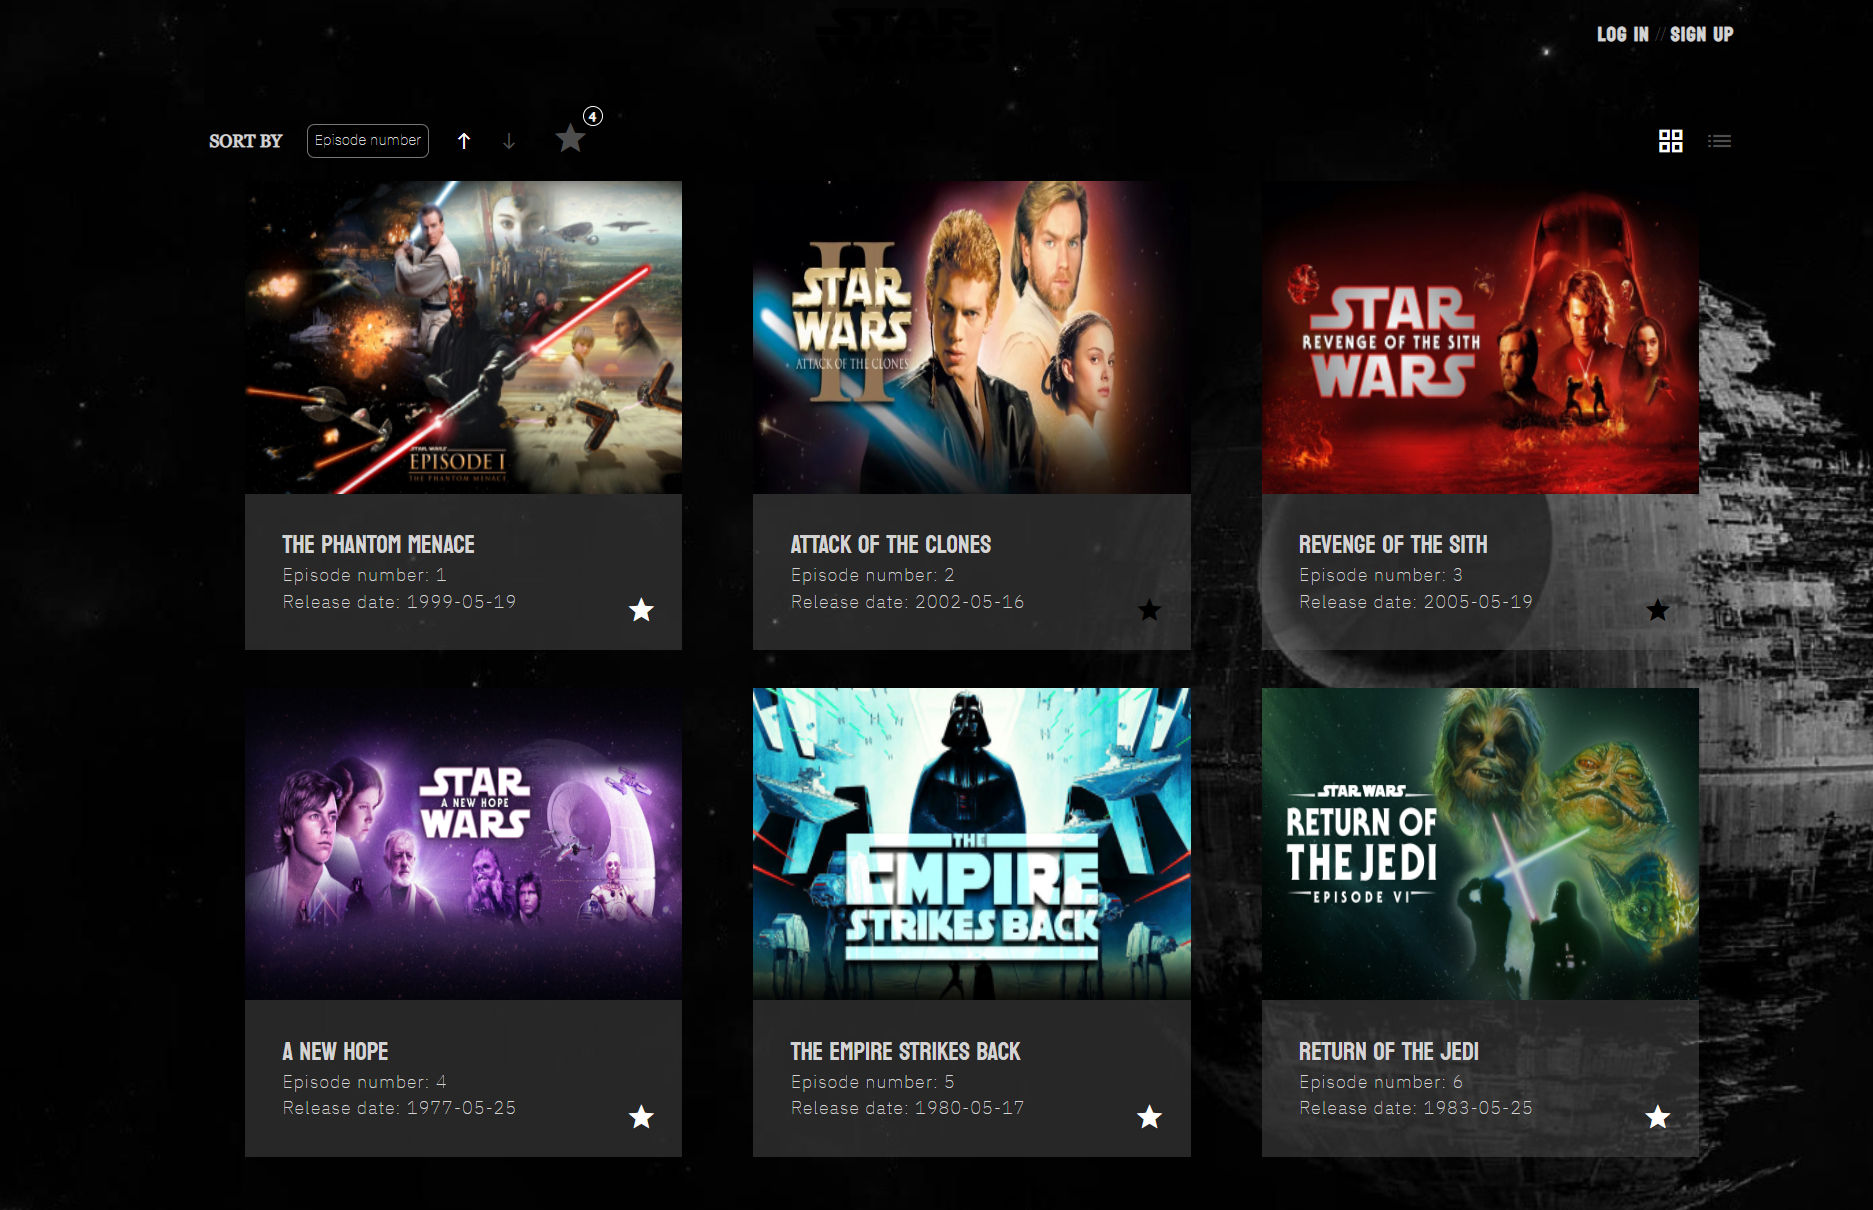 STAR
WARS
LOG IN // SIGN UP
SORT BY
Episode number
4
STAR WARS
EPISODE I
THE PHANTOM MENACE
II
STAR
WARS
ATTACK OF THE CLONES
STAR
REVENGE OF THE SITH
WARS
THE PHANTOM MENACE
Episode number: 1
Release date: 1999-05-19
ATTACK OF THE CLONES
Episode number: 2
Release date: 2002-05-16
REVENGE OF THE SITH
Episode number: 3
Release date: 2005-05-19
STAR
A NEW HOPE
WARS
THE
EMPIRE
STRIKES BACK
STAR WARS
RETURN OF
THE JEDI
EPISODE VI
A NEW HOPE
Episode number: 4
Release date: 1977-05-25
THE EMPIRE STRIKES BACK
Episode number: 5
Release date: 1980-05-17
RETURN OF THE JEDI
Episode number: 6
Release date: 1983-05-25